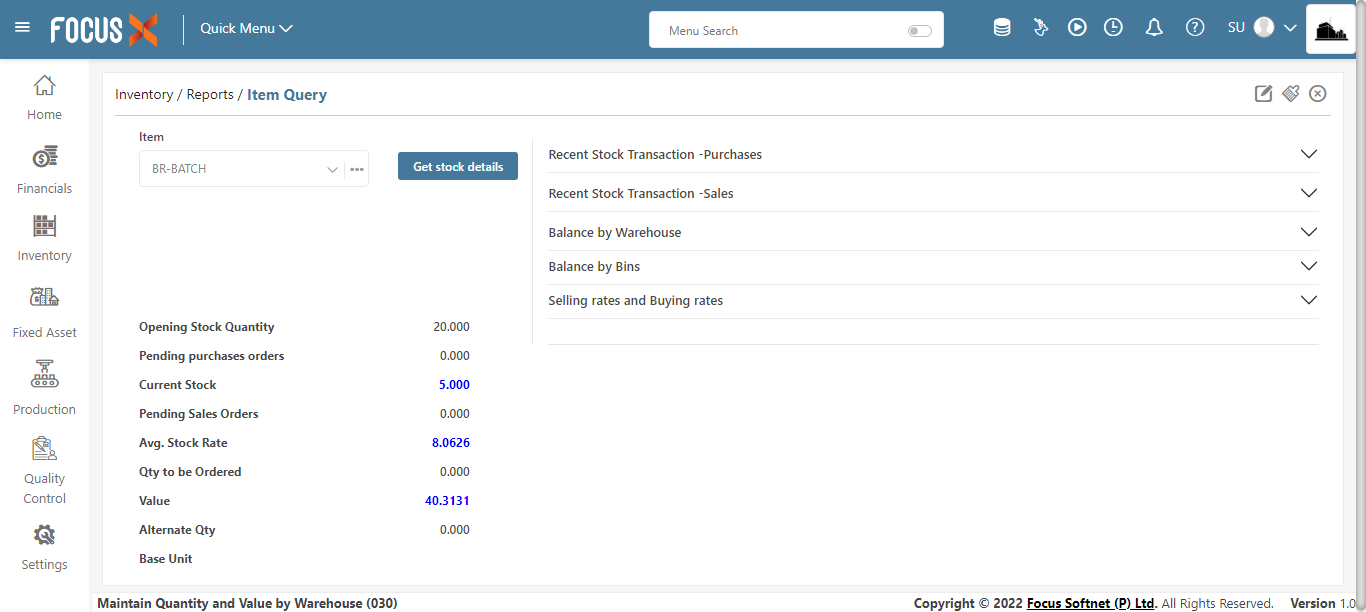 FOCUS X Quick Menu Menu Search SU
Inventory / Reports / Item Query
Home
Financials
Inventory
Fixed Asset
Production
Quality
Control
Settings
Item
BR-BATCH ••• Get stock details
Opening Stock Quantity 20.000
Pending purchases orders 0.000
Current Stock 5.000
Pending Sales Orders 0.000
Avg. Stock Rate 8.0626
Qty to be Ordered 0.000
Value 40.3131
Alternate Qty 0.000
Base Unit
Recent Stock Transaction -Purchases
Recent Stock Transaction -Sales
Balance by Warehouse
Balance by Bins
Selling rates and Buying rates
Maintain Quantity and Value by Warehouse (030) Copyright © 2022 Focus Softnet (P) Ltd. All Rights Reserved. Version 1.0